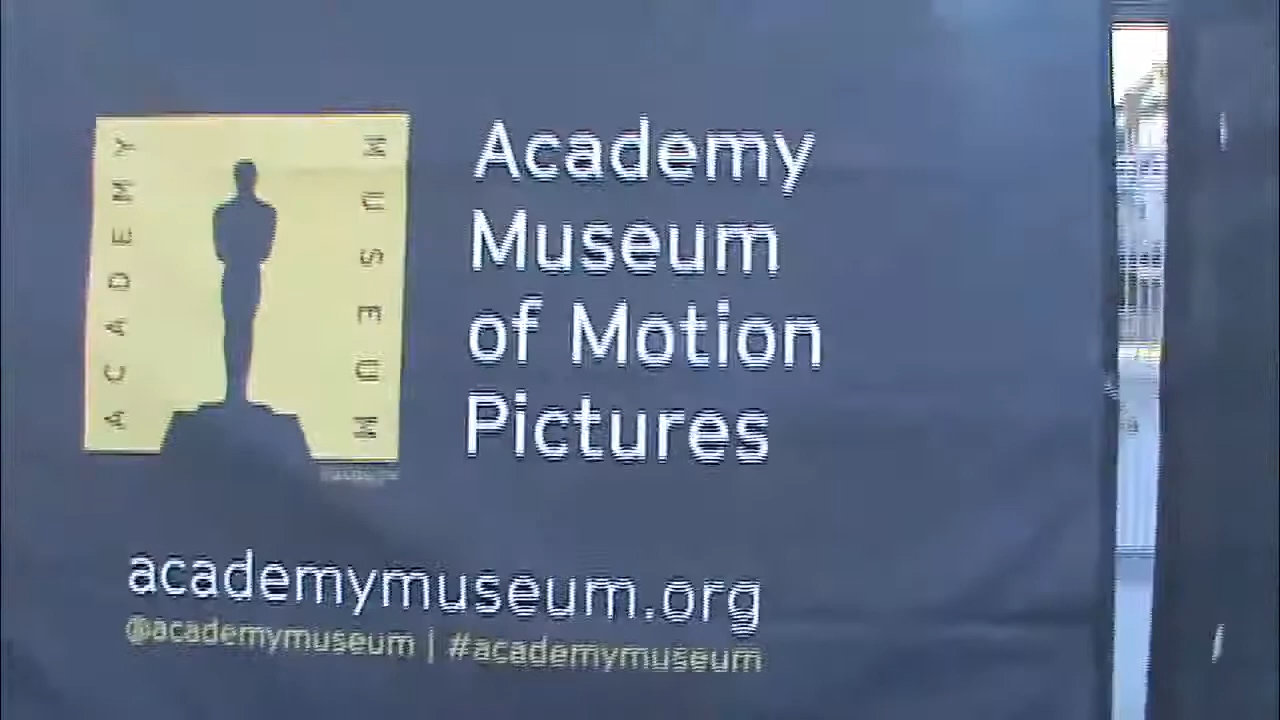 ACADEMY
MUSEUM
Academy
Museum
of Motion
Pictures
academymuseum.org
@academymuseum | #academymuseum